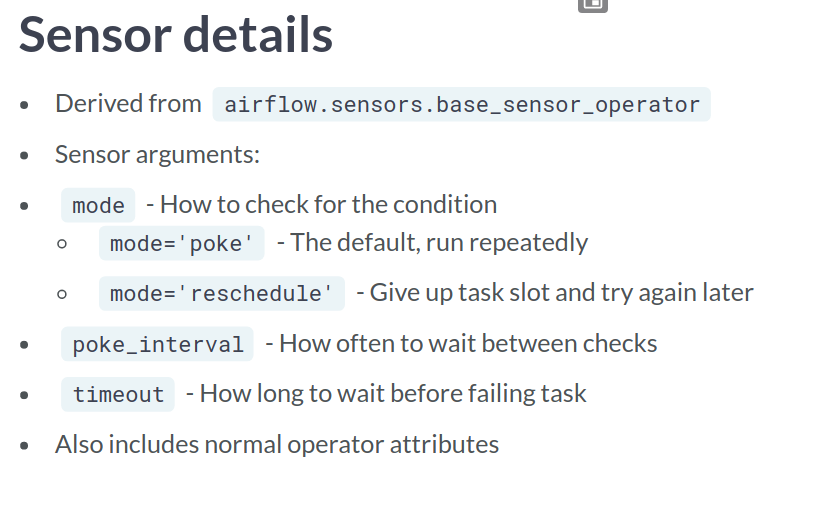 Sensor details
Derived from airflow.sensors.base_sensor_operator
Sensor arguments:
mode - How to check for the condition
mode='poke' - The default, run repeatedly
mode='reschedule' - Give up task slot and try again later
poke_interval - How often to wait between checks
timeout - How long to wait before failing task
Also includes normal operator attributes